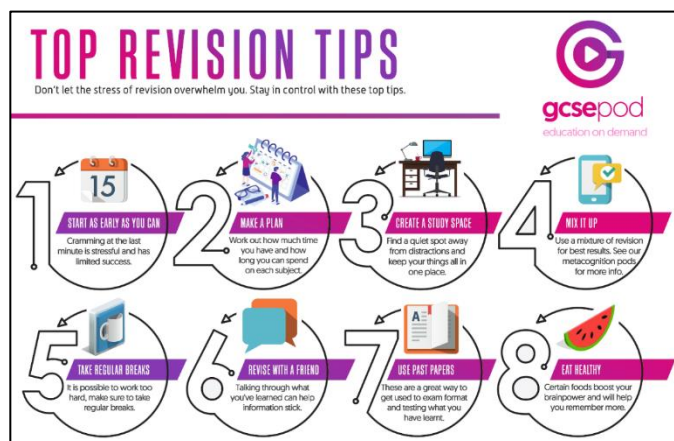 TOP REVISION TIPS
Don't let the stress of revision overwhelm you. Stay in control with these top tips.
gcsepod
education on demand
1
15
START AS EARLY AS YOU CAN
Cramming at the last
minute is stressful and has
limited success.
2
MAKE A PLAN
Work out how much time
you have and how
long you can spend
on each subject.
3
CREATE A STUDY SPACE
Find a quiet spot away
from distractions and
keep your things all in
one place.
4
MIX IT UP
Use a mixture of revision
for best results. See our
metacognition pods
for more info.
5
TAKE REGULAR BREAKS
It is possible to work too
hard, make sure to take
regular breaks.
6
REVISE WITH A FRIEND
Talking through what
you've learned can help
information stick.
7
A
USE PAST PAPERS
These are a great way to
get used to exam format
and testing what you
have learnt.
8
EAT HEALTHY
Certain foods boost your
brainpower and will help
you remember more.